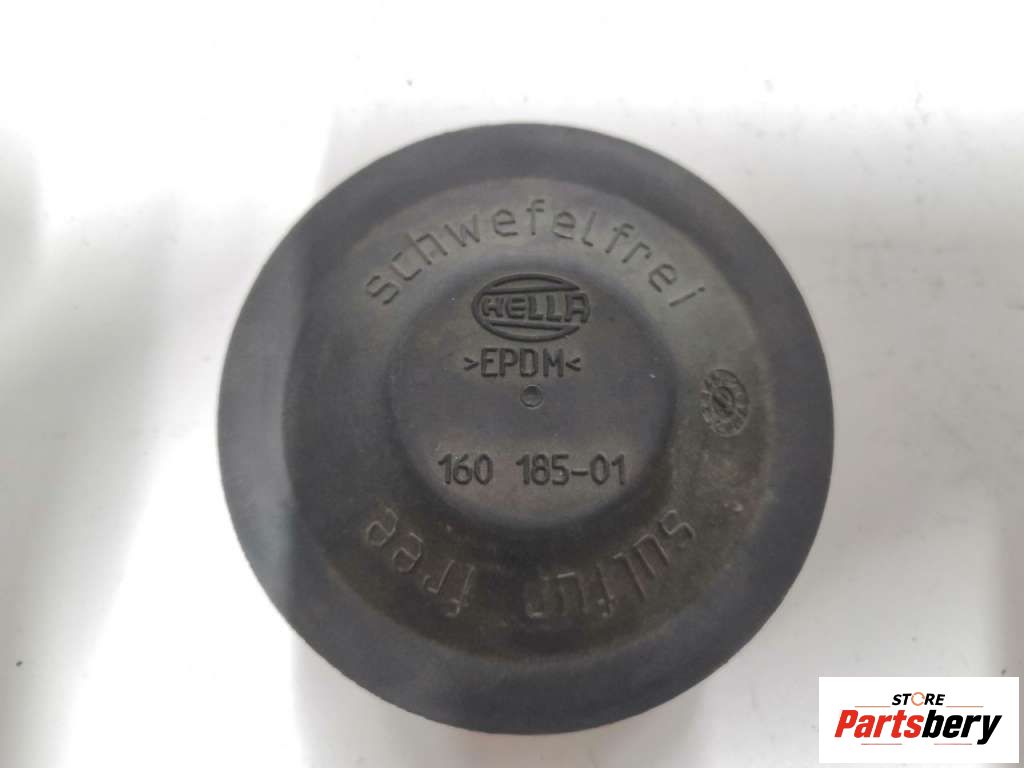 schwefelfrei
HELLA
>EPDM<
160 185-01
sulfur free
STORE
Partsbery